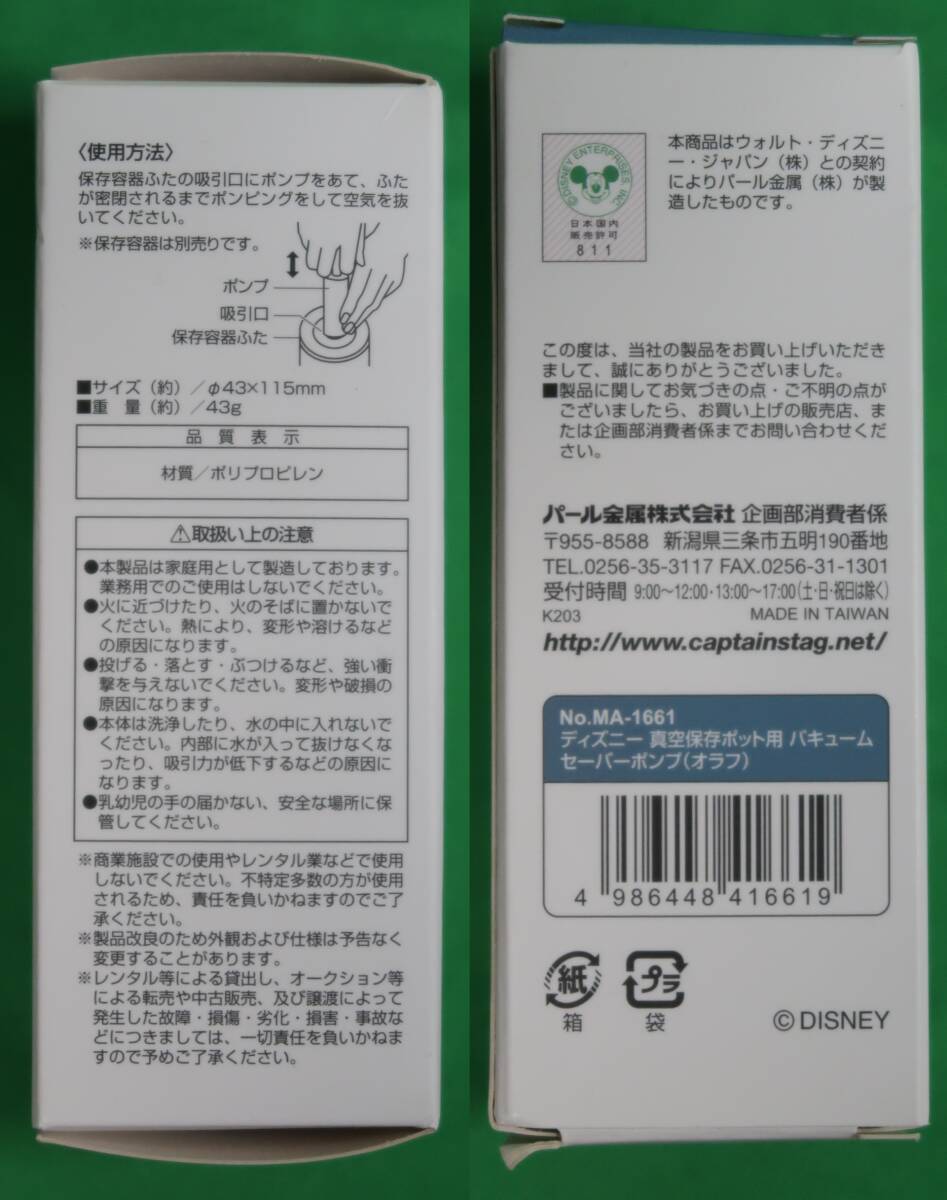 〈使用方法〉
保存容器ふたの吸引口にポンプをあて、ふた
が密閉されるまでポンピングをして空気を抜
いてください。
※保存容器は別売りです。
ポンプ
吸引口
保存容器ふた
■サイズ（約）／φ43×115mm
■重 量（約）／43g
品 質 表 示
材質／ポリプロピレン
⚠取扱い上の注意
●本製品は家庭用として製造しております。
業務用でのご使用はしないでください。
●火に近づけたり、火のそばに置かないで
ください。熱により、変形や溶けるなど
の原因になります。
●投げる・落とす・ぶつけるなど、強い衝
撃を与えないでください。変形や破損の
原因になります。
●本体は洗浄したり、水の中に入れないで
ください。内部に水が入って抜けなくな
ったり、吸引力が低下するなどの原因に
なります。
●乳幼児の手の届かない、安全な場所に保
管してください。
※商業施設での使用やレンタル業などで使用
しないでください。不特定多数の方が使用
されるため、責任を負いかねますのでご了
承ください。
※製品改良のため外観および仕様は予告なく
変更することがあります。
※レンタル等による貸出し、オークション等
による転売や中古販売、及び譲渡によって
発生した故障・損傷・劣化・損害・事故な
どにつきましては、一切責任を負いかねま
すので予めご了承ください。
©DISNEY ENTERPRISES, INC.
日本国内
販売許可
811
本商品はウォルト・ディズニ
ー・ジャパン（株）との契約
によりパール金属（株）が製
造したものです。
この度は、当社の製品をお買い上げいただき
まして、誠にありがとうございました。
■製品に関してお気づきの点・ご不明の点が
ございましたら、お買い上げの販売店、ま
たは企画部消費者係までお問い合わせくだ
さい。
パール金属株式会社 企画部消費者係
〒955-8588 新潟県三条市五明190番地
TEL.0256-35-3117 FAX.0256-31-1301
受付時間 9:00〜12:00・13:00〜17:00（土・日・祝日は除く）
K203 MADE IN TAIWAN
http://www.captainstag.net/
No.MA-1661
ディズニー 真空保存ポット用 バキューム
セーバーポンプ（オラフ）
4 986448 416619
紙 プラ
箱 袋 ©DISNEY